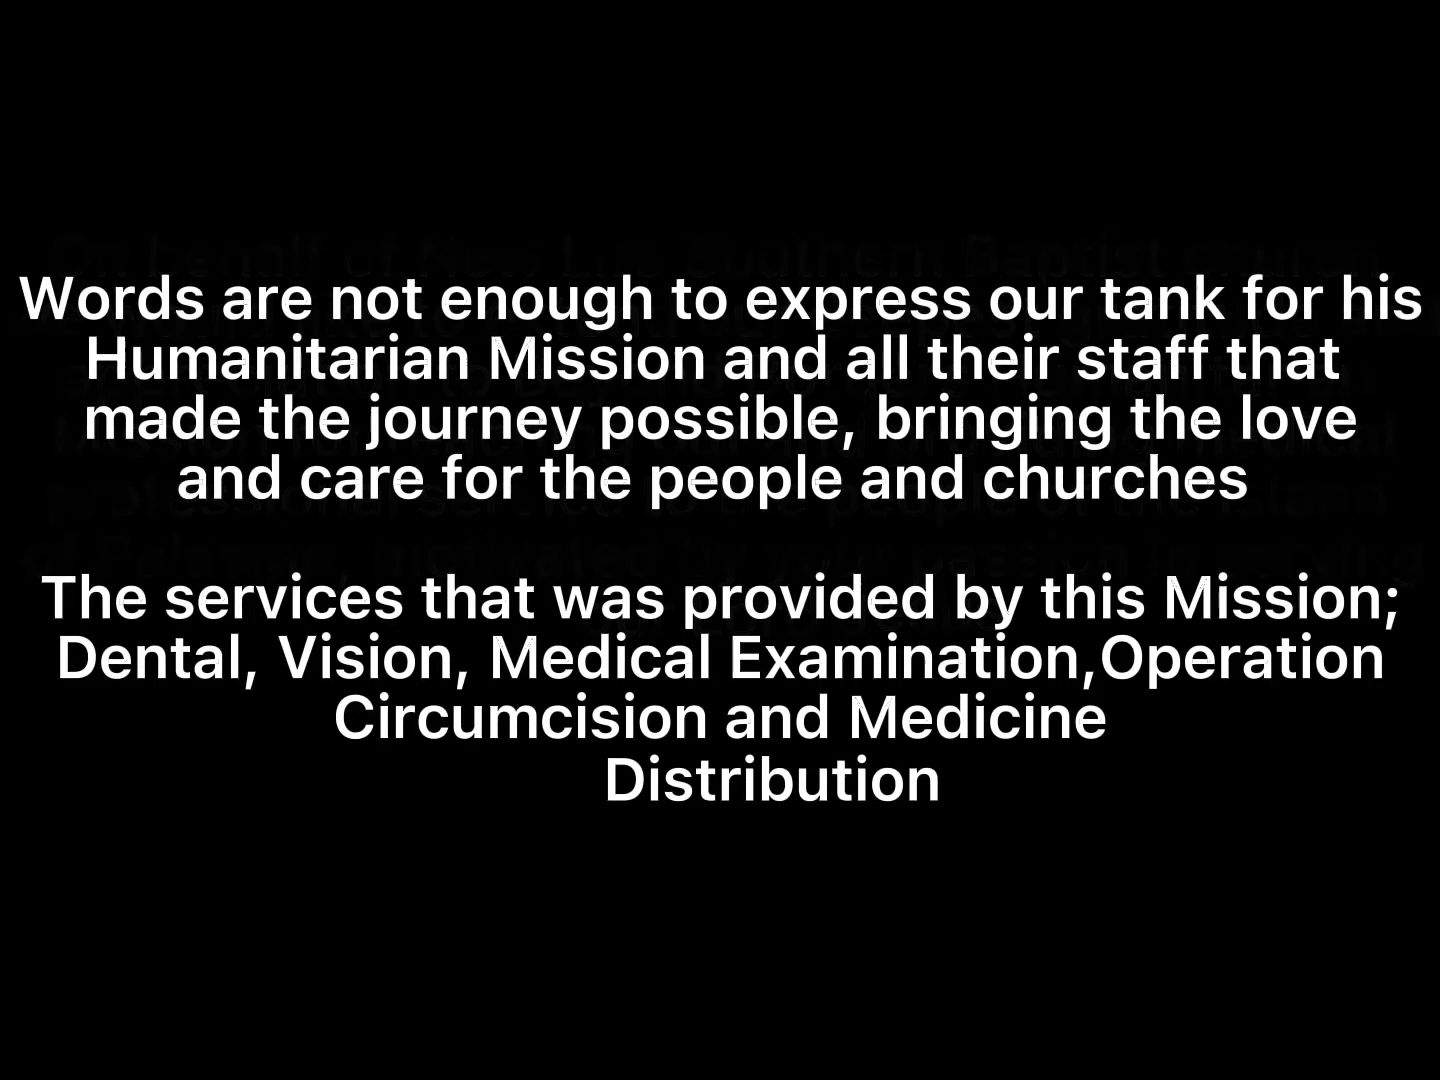 Words are not enough to express our tank for his
Humanitarian Mission and all their staff that
made the journey possible, bringing the love
and care for the people and churches
The services that was provided by this Mission;
Dental, Vision, Medical Examination,Operation
Circumcision and Medicine
Distribution